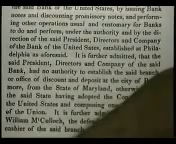 the said Bank of the United States, by issuing Bank
notes and discounting promissory notes, and perform-
ing other operations usual and customary for Banks
to do and perform, under the authority and by the di-
rection of the said President, Directors and Company
of the Bank of the United States, established at Phila-
delphia as aforesaid. It is further admitted, that the
said President, Directors and Company of the said
Bank, had no authority to establish the said branch
or office of discount and deposit at the city of
more, from the State of Maryland, otherwise
said State having adopted the Constitution
United States and composing one
the Union. It is further admitted
William M'Culloch, the defen
cashier of the said branch